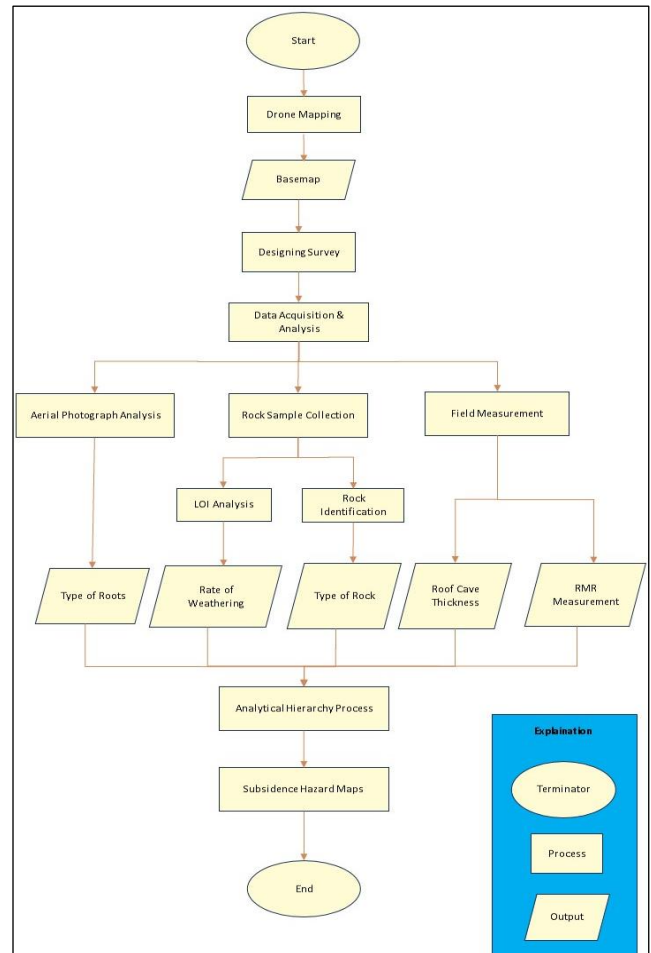 Start
Drone Mapping
Basemap
Designing Survey
Data Acquisition &
Analysis
Aerial Photograph Analysis
Rock Sample Collection
Field Measurement
LOI Analysis
Rock
Identification
Type of Roots
Rate of
Weathering
Type of Rock
Roof Cave
Thickness
RMR
Measurement
Analytical Hierarchy Process
Subsidence Hazard Maps
End
Explaination
Terminator
Process
Output